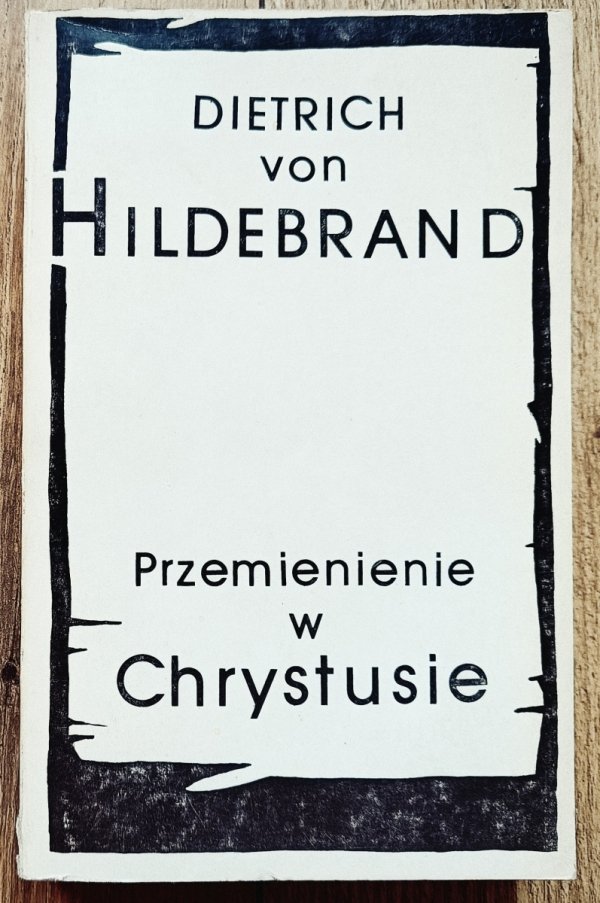 DIETRICH
von
HILDEBRAND
Przemienienie
w
Chrystusie